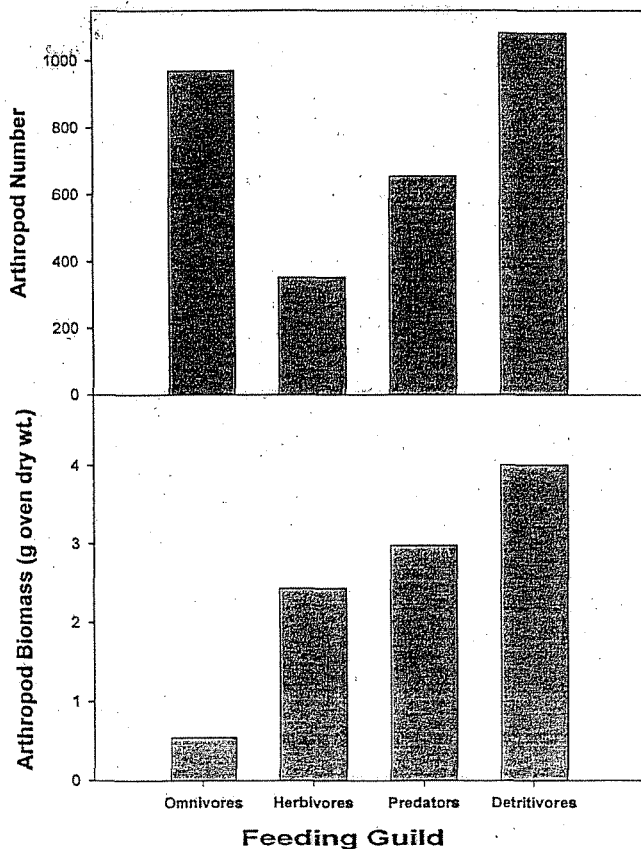 Arthropod Number
1000
800
600
400
200
0
Arthropod Biomass (g oven dry wt.)
4
3
2
1
0
Omnivores Herbivores Predators Detritivores
Feeding Guild